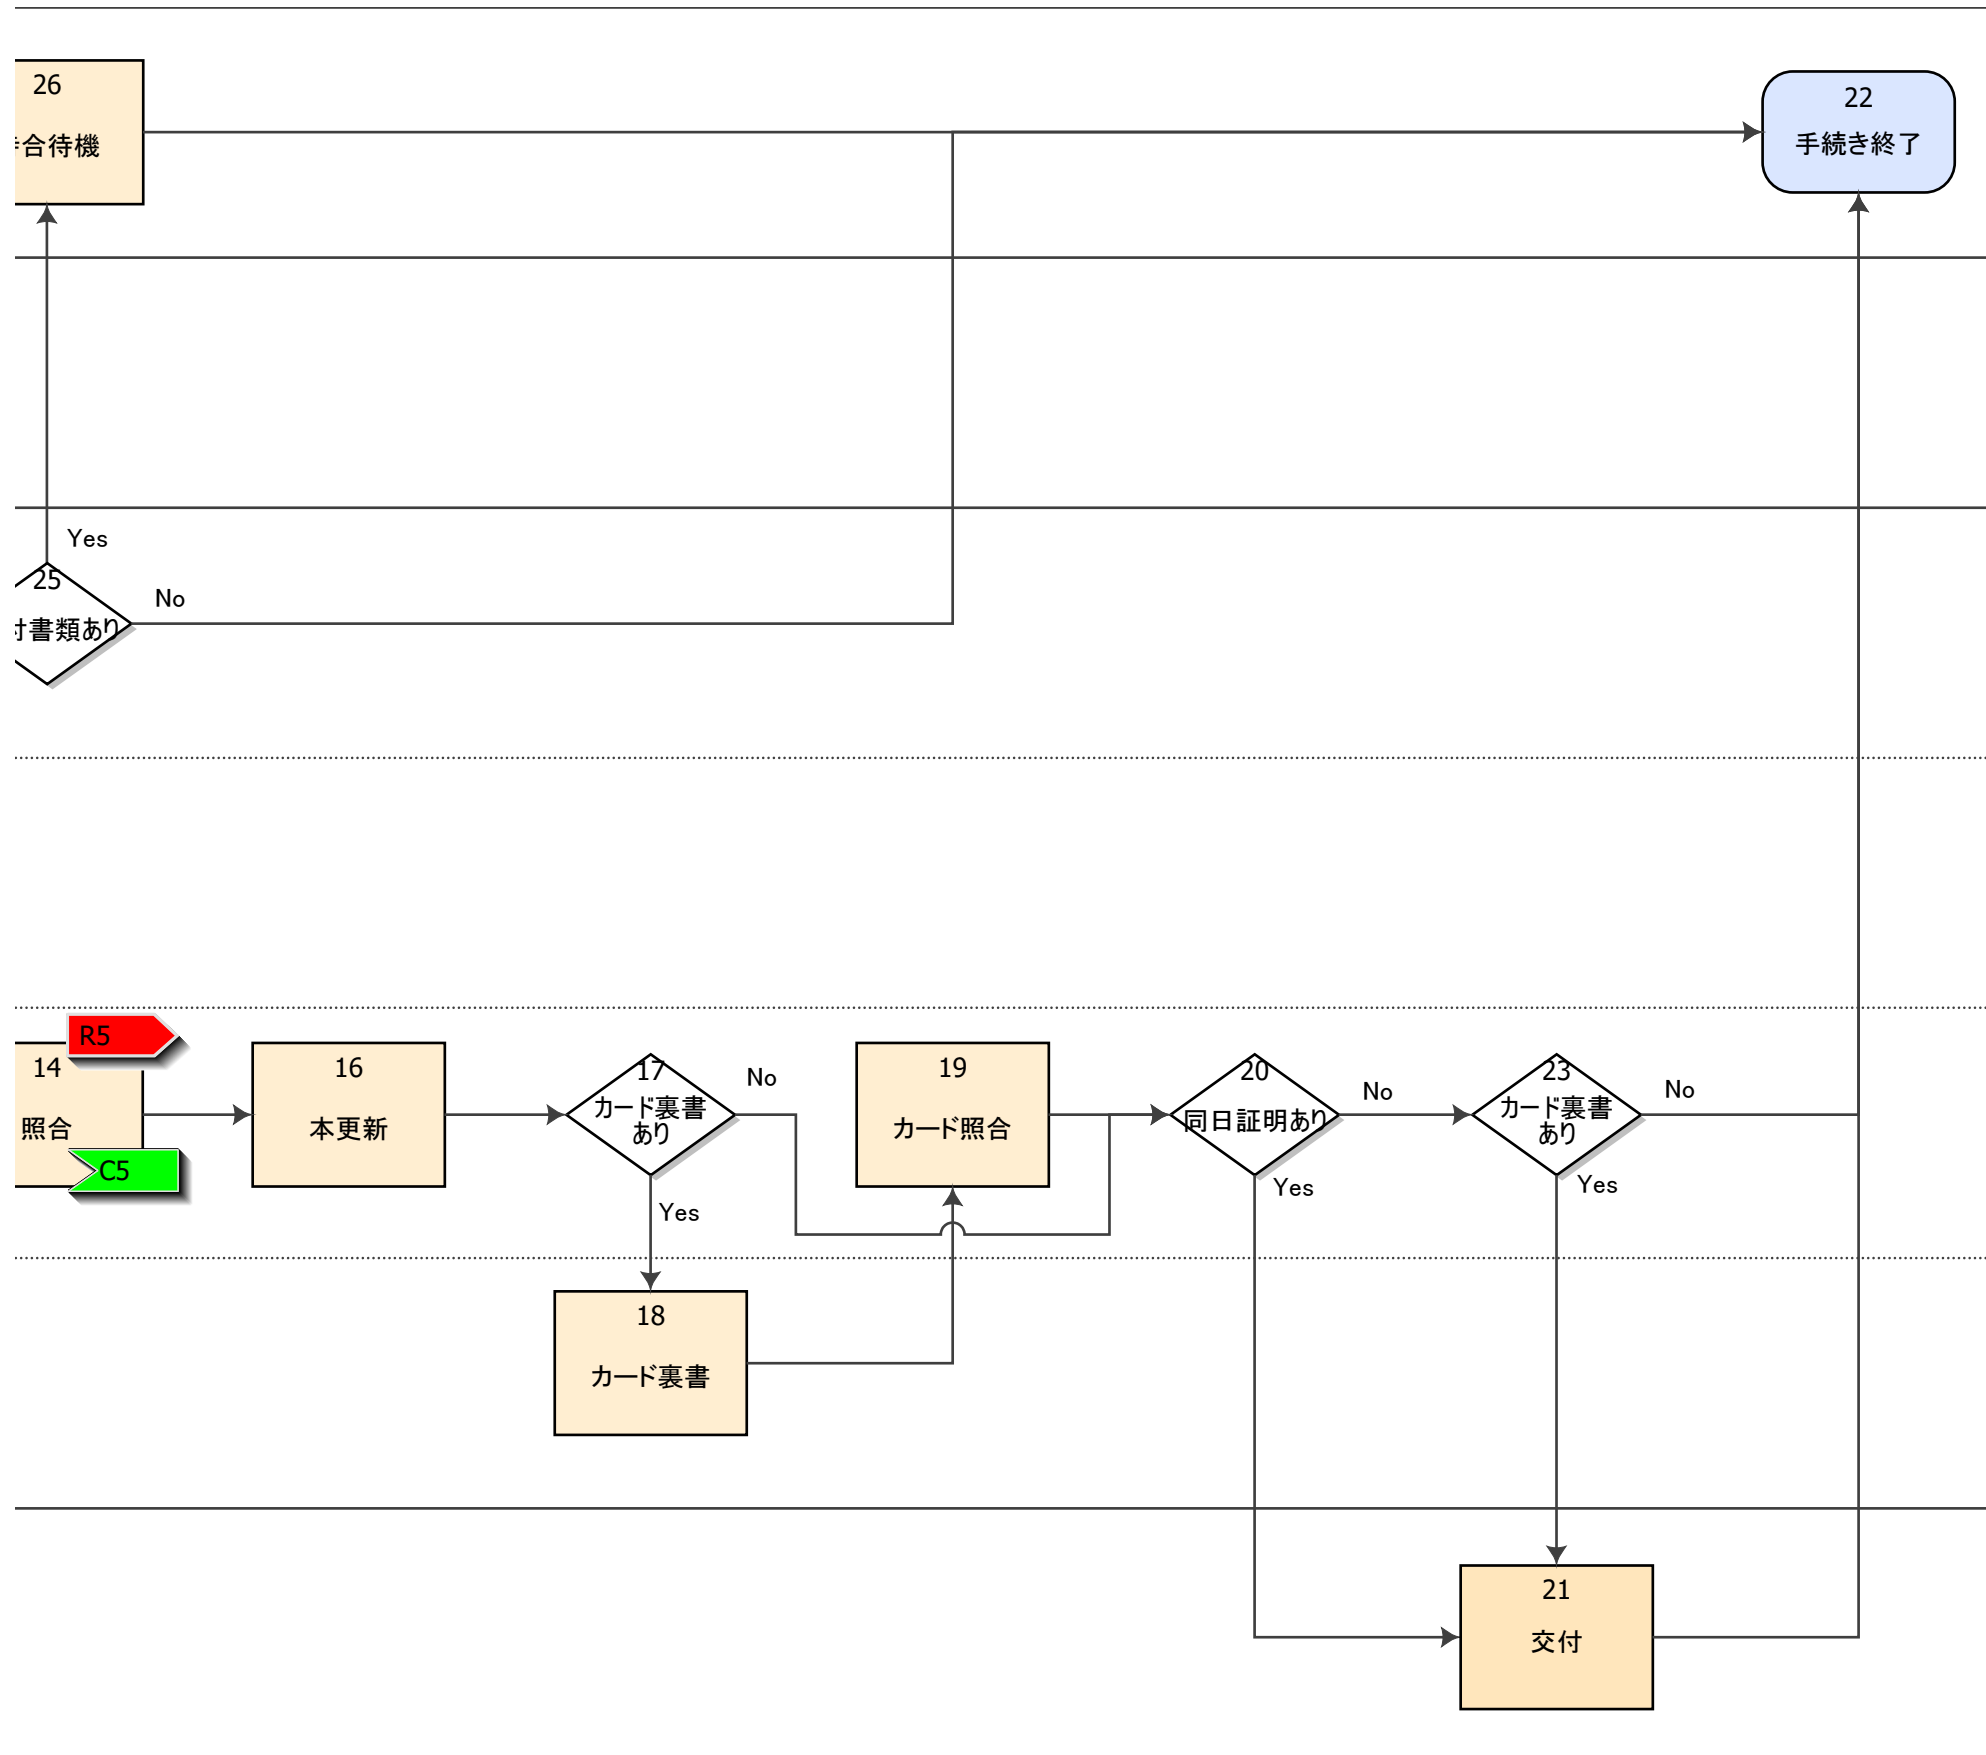 26
合待機
22
手続き終了
Yes
25
No
付書類あり
R5
14
照合
C5
16
本更新
17
カード裏書
あり
No
Yes
19
カード照合
20
同日証明あり
No
Yes
23
カード裏書
あり
No
Yes
18
カード裏書
21
交付